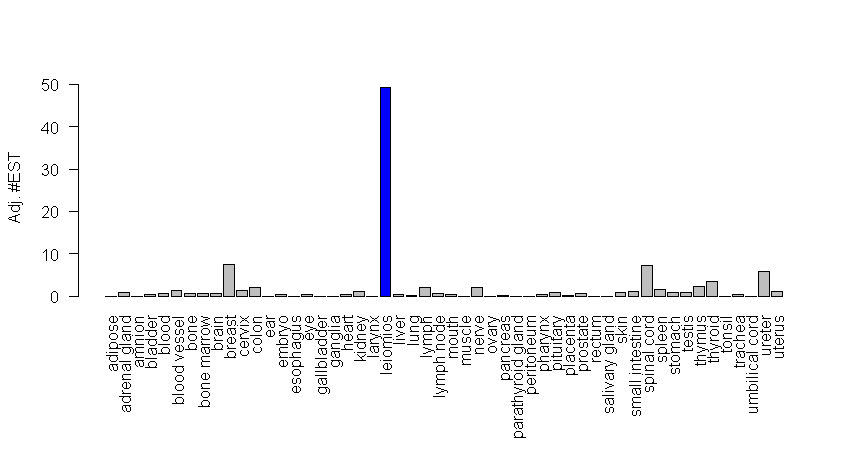 Adj. #EST
50
40
30
20
10
0
adipose
adrenal gland
amnion
bladder
blood
blood vessel
bone
bone marrow
brain
breast
cervix
colon
ear
embryo
esophagus
eye
gallbladder
ganglia
heart
kidney
larynx
leiomios
liver
lung
lymph
lymph node
mouth
muscle
nerve
ovary
pancreas
parathyroid gland
peritoneum
pharynx
pituitary
placenta
prostate
rectum
salivary gland
skin
small intestine
spinal cord
spleen
stomach
testis
thymus
thyroid
tonsil
trachea
umbilical cord
ureter
uterus